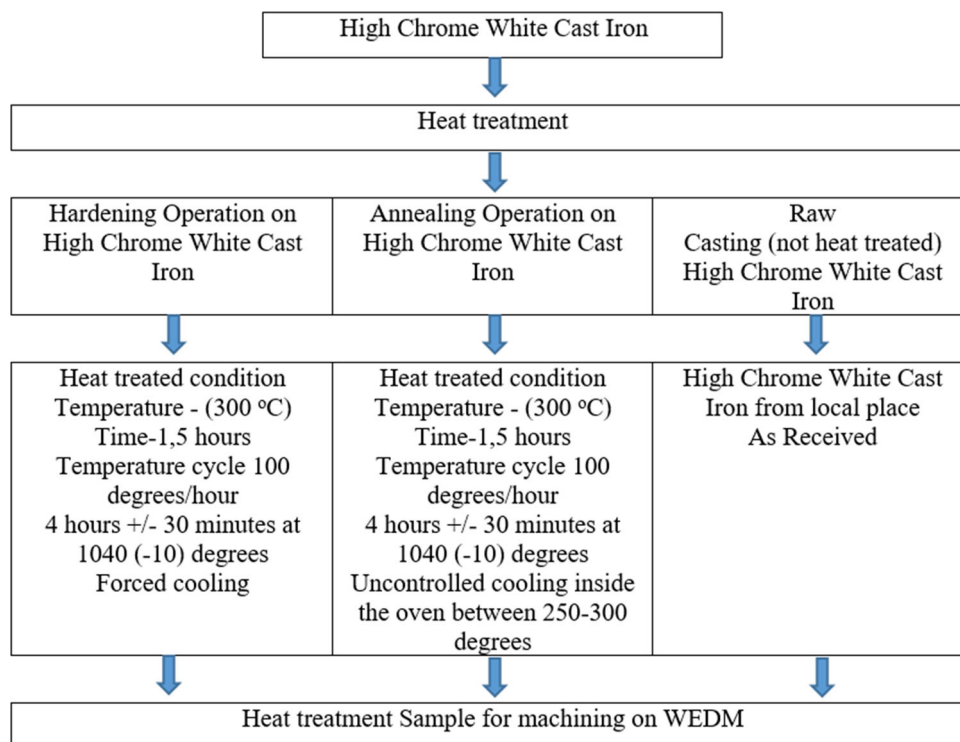 High Chrome White Cast Iron
Heat treatment
Hardening Operation on
High Chrome White Cast
Iron
Annealing Operation on
High Chrome White Cast
Iron
Raw
Casting (not heat treated)
High Chrome White Cast
Iron
Heat treated condition
Temperature - (300 ºC)
Time-1,5 hours
Temperature cycle 100
degrees/hour
4 hours +/- 30 minutes at
1040 (-10) degrees
Forced cooling
Heat treated condition
Temperature - (300 ºC)
Time-1,5 hours
Temperature cycle 100
degrees/hour
4 hours +/- 30 minutes at
1040 (-10) degrees
Uncontrolled cooling inside
the oven between 250-300
degrees
High Chrome White Cast
Iron from local place
As Received
Heat treatment Sample for machining on WEDM